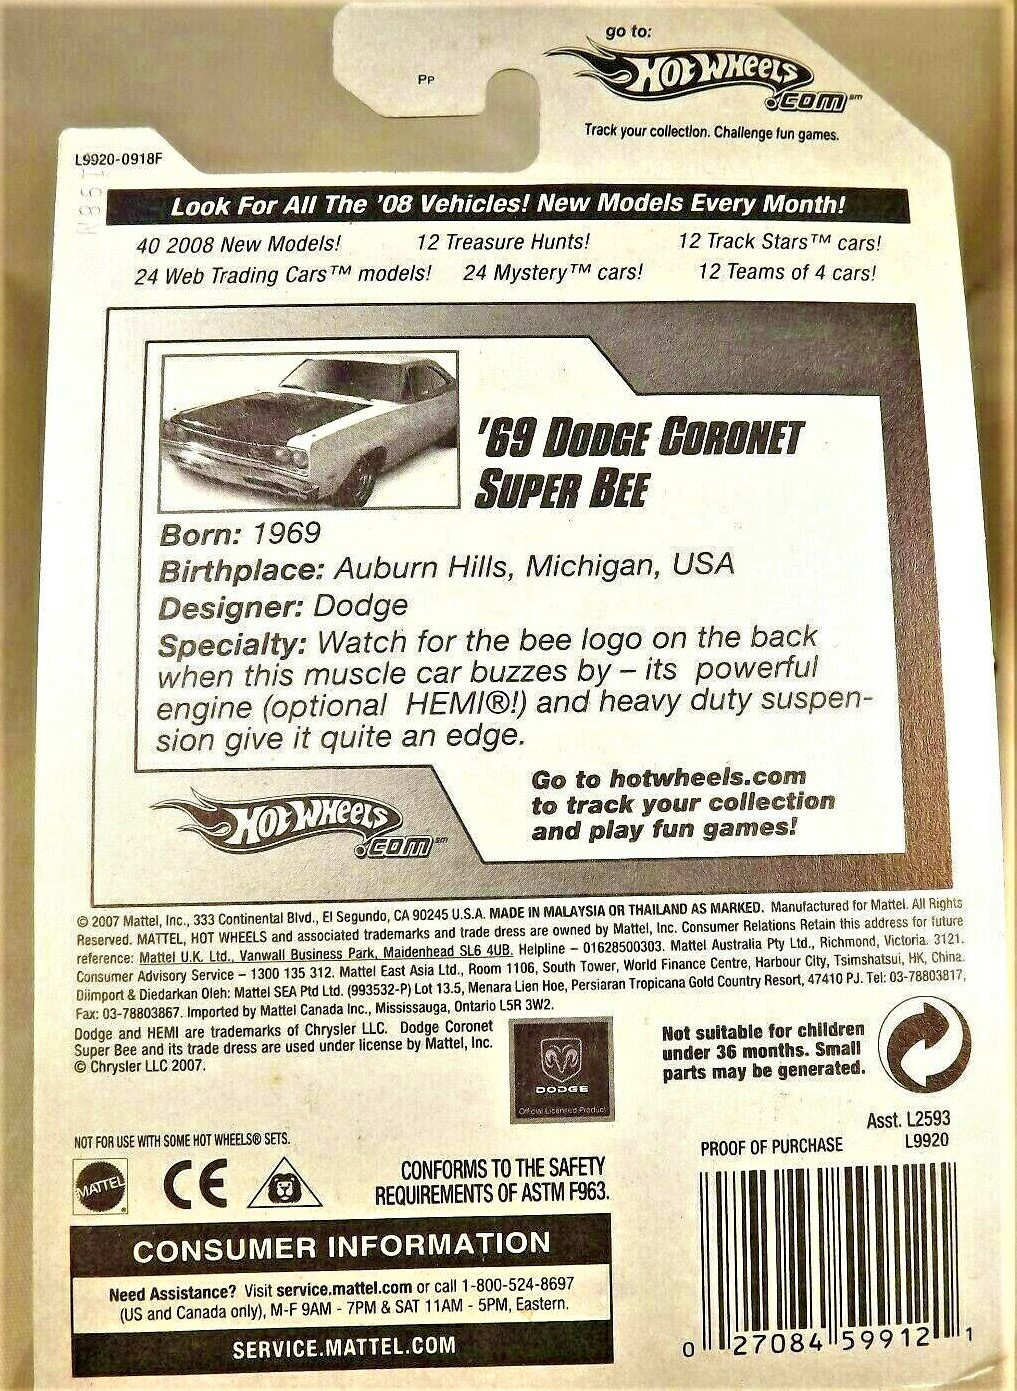 go to:
Hot Wheels
.com℠
Track your collection. Challenge fun games.
Pp
L9920-0918F
Look For All The '08 Vehicles! New Models Every Month!
40 2008 New Models! 12 Treasure Hunts! 12 Track Stars™ cars!
24 Web Trading Cars™ models! 24 Mystery™ cars! 12 Teams of 4 cars!
'69 DODGE CORONET
SUPER BEE
Born: 1969
Birthplace: Auburn Hills, Michigan, USA
Designer: Dodge
Specialty: Watch for the bee logo on the back
when this muscle car buzzes by – its powerful
engine (optional HEMI®!) and heavy duty suspen-
sion give it quite an edge.
Hot Wheels
.com℠
Go to hotwheels.com
to track your collection
and play fun games!
© 2007 Mattel, Inc., 333 Continental Blvd., El Segundo, CA 90245 U.S.A. MADE IN MALAYSIA OR THAILAND AS MARKED. Manufactured for Mattel. All Rights
Reserved. MATTEL, HOT WHEELS and associated trademarks and trade dress are owned by Mattel, Inc. Consumer Relations Retain this address for future
reference: Mattel U.K. Ltd., Vanwall Business Park, Maidenhead SL6 4UB. Helpline – 01628500303. Mattel Australia Pty Ltd., Richmond, Victoria. 3121.
Consumer Advisory Service – 1300 135 312. Mattel East Asia Ltd., Room 1106, South Tower, World Finance Centre, Harbour City, Tsimshatsui, HK, China.
Diimport & Diedarkan Oleh: Mattel SEA Ptd Ltd. (993532-P) Lot 13.5, Menara Lien Hoe, Persiaran Tropicana Gold Country Resort, 47410 PJ. Tel: 03-78803817,
Fax: 03-78803867. Imported by Mattel Canada Inc., Mississauga, Ontario L5R 3W2.
Dodge and HEMI are trademarks of Chrysler LLC. Dodge Coronet
Super Bee and its trade dress are used under license by Mattel, Inc.
© Chrysler LLC 2007.
DODGE
Official Licensed Product
Not suitable for children
under 36 months. Small
parts may be generated.
Asst. L2593
L9920
PROOF OF PURCHASE
NOT FOR USE WITH SOME HOT WHEELS® SETS.
MATTEL
CE
CONFORMS TO THE SAFETY
REQUIREMENTS OF ASTM F963.
CONSUMER INFORMATION
Need Assistance? Visit service.mattel.com or call 1-800-524-8697
(US and Canada only), M-F 9AM - 7PM & SAT 11AM - 5PM, Eastern.
SERVICE.MATTEL.COM
0 27084 59912 1